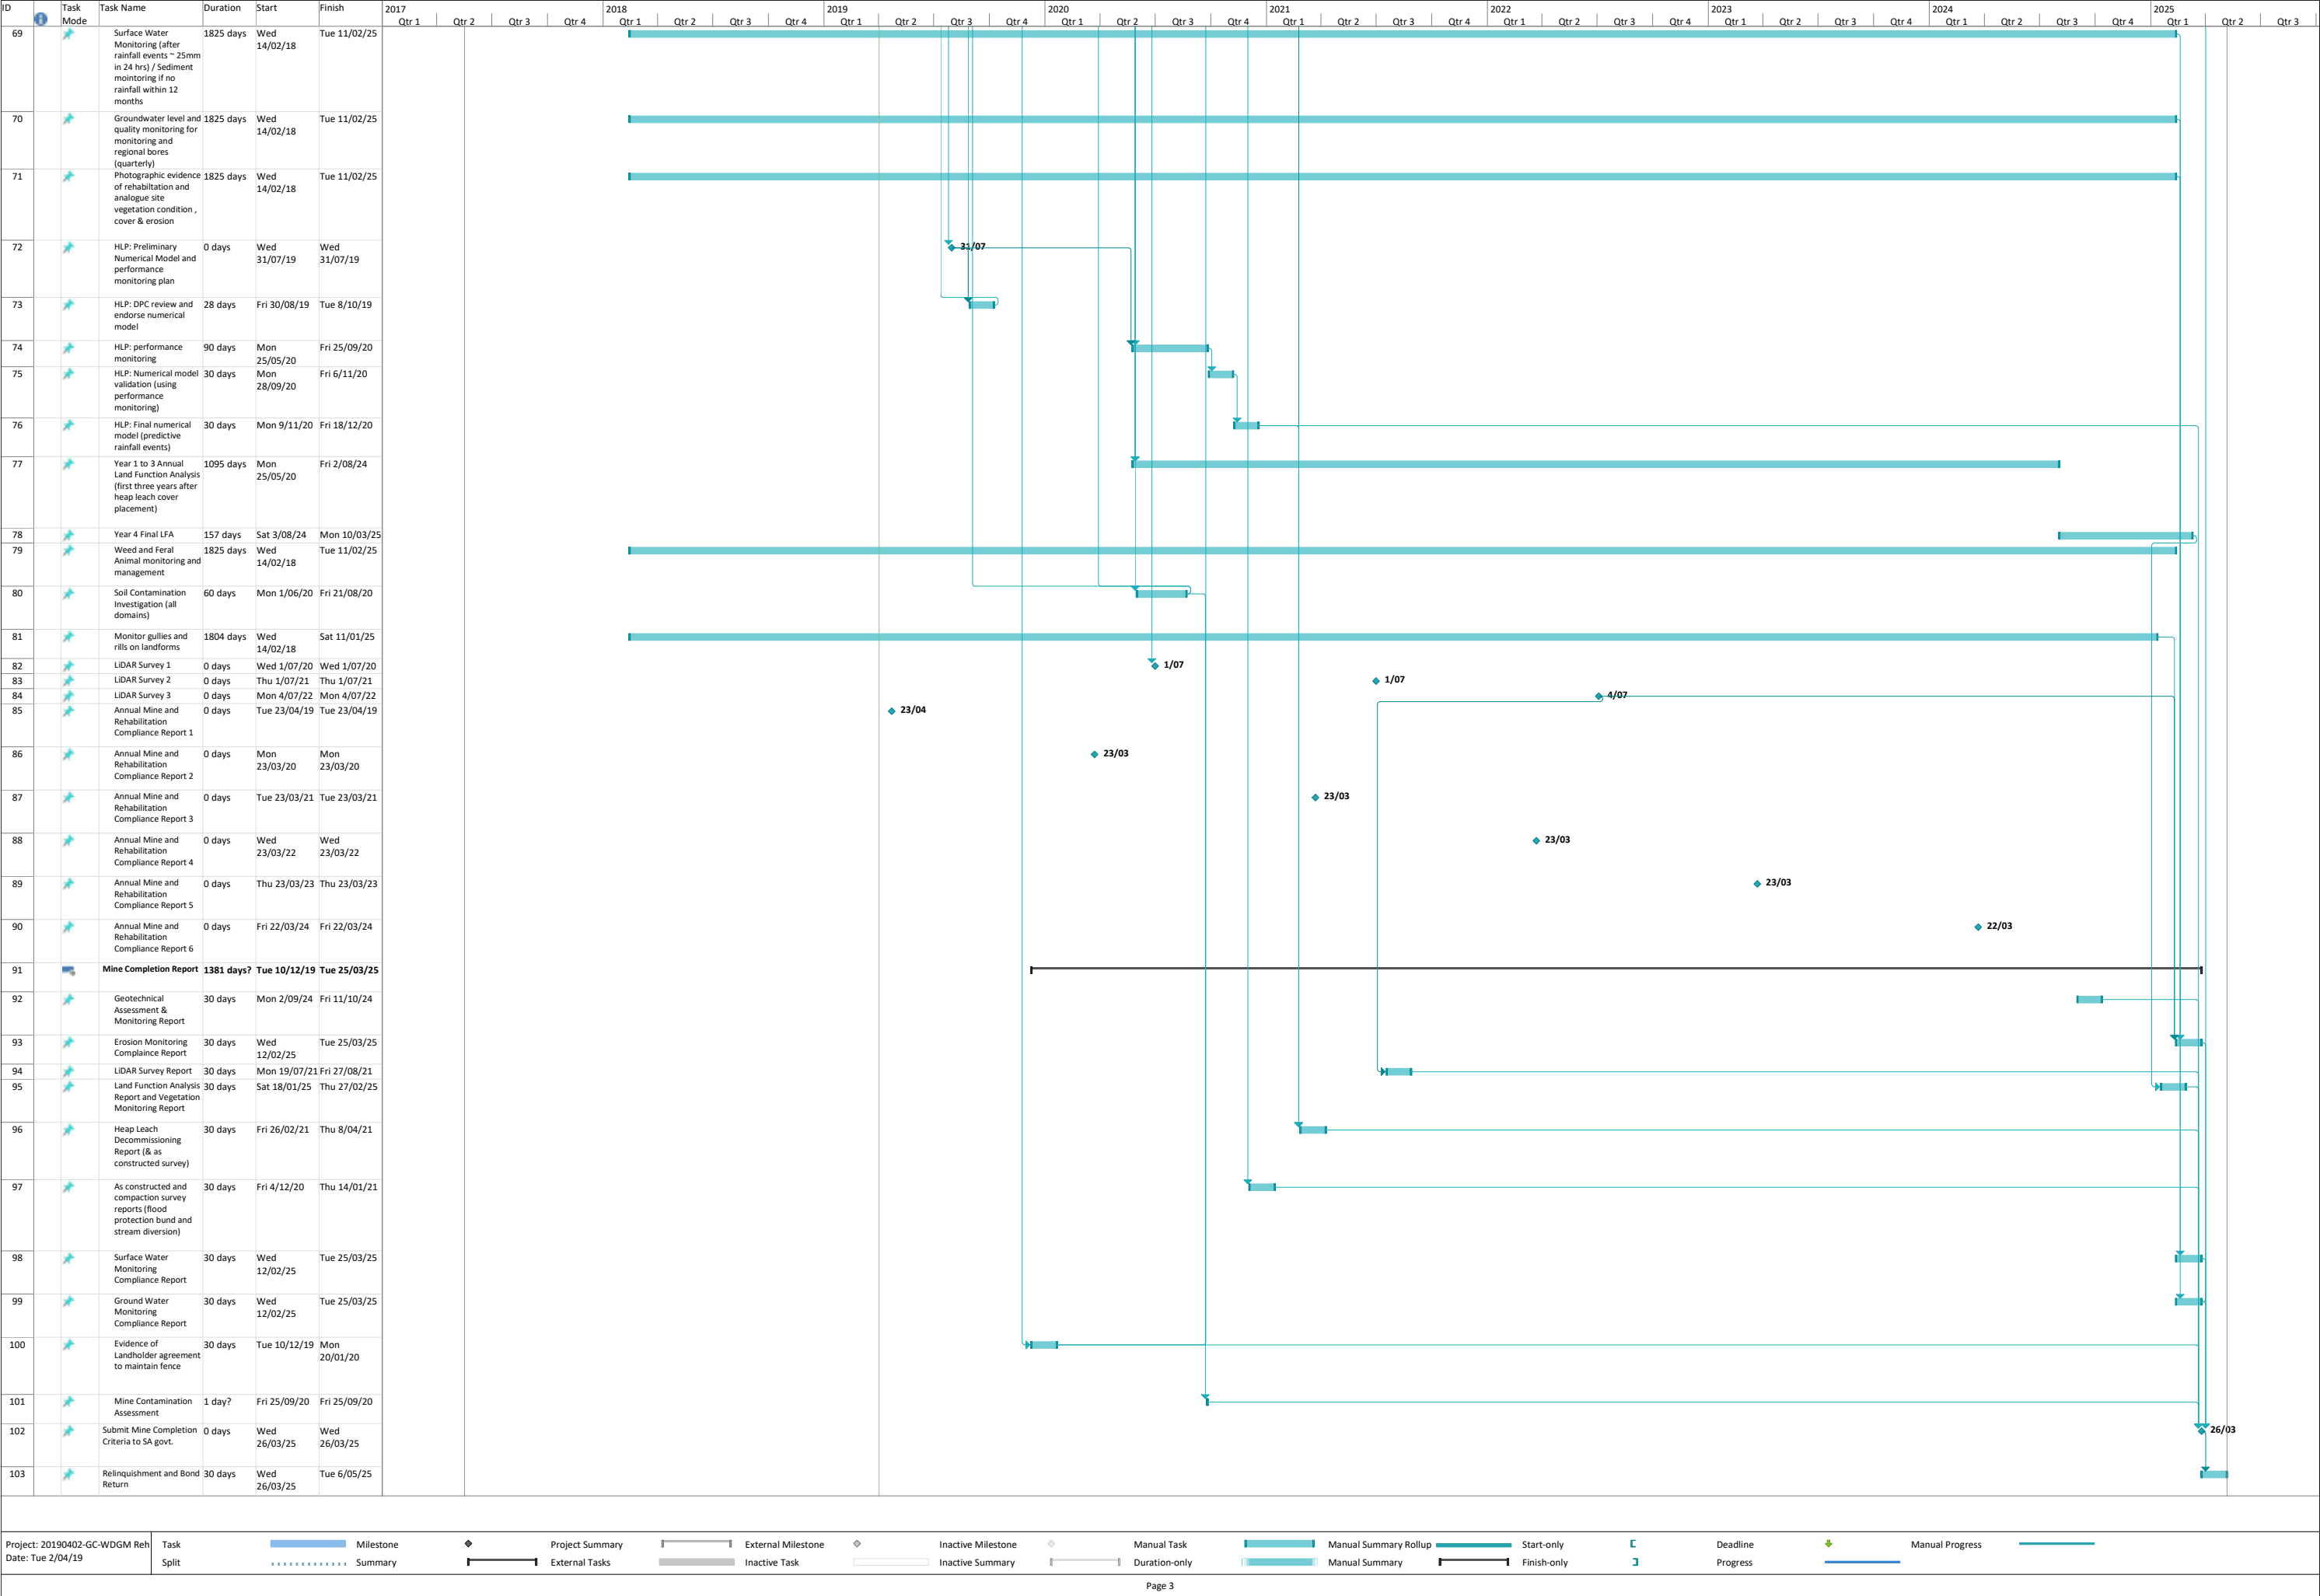 ID Task Mode Task Name Duration Start Finish 2017 2018 2019 2020 2021 2022 2023 2024 2025
Qtr 1 Qtr 2 Qtr 3 Qtr 4 Qtr 1 Qtr 2 Qtr 3 Qtr 4 Qtr 1 Qtr 2 Qtr 3 Qtr 4 Qtr 1 Qtr 2 Qtr 3 Qtr 4 Qtr 1 Qtr 2 Qtr 3 Qtr 4 Qtr 1 Qtr 2 Qtr 3 Qtr 4 Qtr 1 Qtr 2 Qtr 3 Qtr 4 Qtr 1 Qtr 2 Qtr 3 Qtr 4 Qtr 1 Qtr 2 Qtr 3
69 Surface Water 1825 days Wed Tue 11/02/25
Monitoring (after 14/02/18
rainfall events ~ 25mm
in 24 hrs) / Sediment
mointoring if no
rainfall within 12
months
70 Groundwater level and 1825 days Wed Tue 11/02/25
quality monitoring for 14/02/18
monitoring and
regional bores
(quarterly)
71 Photographic evidence 1825 days Wed Tue 11/02/25
of rehabiltation and 14/02/18
analogue site
vegetation condition ,
cover & erosion
72 HLP: Preliminary 0 days Wed Wed 31/07
Numerical Model and 31/07/19 31/07/19
performance
monitoring plan
73 HLP: DPC review and 28 days Fri 30/08/19 Tue 8/10/19
endorse numerical
model
74 HLP: performance 90 days Mon Fri 25/09/20
monitoring 25/05/20
75 HLP: Numerical model 30 days Mon Fri 6/11/20
validation (using 28/09/20
performance
monitoring)
76 HLP: Final numerical 30 days Mon 9/11/20 Fri 18/12/20
model (predictive
rainfall events)
77 Year 1 to 3 Annual 1095 days Mon Fri 2/08/24
Land Function Analysis 25/05/20
(first three years after
heap leach cover
placement)
78 Year 4 Final LFA 157 days Sat 3/08/24 Mon 10/03/25
79 Weed and Feral 1825 days Wed Tue 11/02/25
Animal monitoring and 14/02/18
management
80 Soil Contamination 60 days Mon 1/06/20 Fri 21/08/20
Investigation (all
domains)
81 Monitor gullies and 1804 days Wed Sat 11/01/25
rills on landforms 14/02/18
82 LiDAR Survey 1 0 days Wed 1/07/20 Wed 1/07/20 1/07
83 LiDAR Survey 2 0 days Thu 1/07/21 Thu 1/07/21 1/07
84 LiDAR Survey 3 0 days Mon 4/07/22 Mon 4/07/22 4/07
85 Annual Mine and 0 days Tue 23/04/19 Tue 23/04/19 23/04
Rehabilitation
Compliance Report 1
86 Annual Mine and 0 days Mon Mon 23/03
Rehabilitation 23/03/20 23/03/20
Compliance Report 2
87 Annual Mine and 0 days Tue 23/03/21 Tue 23/03/21 23/03
Rehabilitation
Compliance Report 3
88 Annual Mine and 0 days Wed Wed 23/03
Rehabilitation 23/03/22 23/03/22
Compliance Report 4
89 Annual Mine and 0 days Thu 23/03/23 Thu 23/03/23 23/03
Rehabilitation
Compliance Report 5
90 Annual Mine and 0 days Fri 22/03/24 Fri 22/03/24 22/03
Rehabilitation
Compliance Report 6
91 Mine Completion Report 1381 days? Tue 10/12/19 Tue 25/03/25
92 Geotechnical 30 days Mon 2/09/24 Fri 11/10/24
Assessment &
Monitoring Report
93 Erosion Monitoring 30 days Wed Tue 25/03/25
Complaince Report 12/02/25
94 LiDAR Survey Report 30 days Mon 19/07/21 Fri 27/08/21
95 Land Function Analysis 30 days Sat 18/01/25 Thu 27/02/25
Report and Vegetation
Monitoring Report
96 Heap Leach 30 days Fri 26/02/21 Thu 8/04/21
Decommissioning
Report (& as
constructed survey)
97 As constructed and 30 days Fri 4/12/20 Thu 14/01/21
compaction survey
reports (flood
protection bund and
stream diversion)
98 Surface Water 30 days Wed Tue 25/03/25
Monitoring 12/02/25
Compliance Report
99 Ground Water 30 days Wed Tue 25/03/25
Monitoring 12/02/25
Compliance Report
100 Evidence of 30 days Tue 10/12/19 Mon
Landholder agreement 20/01/20
to maintain fence
101 Mine Contamination 1 day? Fri 25/09/20 Fri 25/09/20
Assessment
102 Submit Mine Completion 0 days Wed Wed 26/03
Criteria to SA govt. 26/03/25 26/03/25
103 Relinquishment and Bond 30 days Wed Tue 6/05/25
Return 26/03/25
Project: 20190402-GC-WDGM Reh Task Milestone Project Summary External Milestone Inactive Milestone Manual Task Manual Summary Rollup Start-only Deadline Manual Progress
Date: Tue 2/04/19 Split Summary External Tasks Inactive Task Inactive Summary Duration-only Manual Summary Finish-only Progress
Page 3